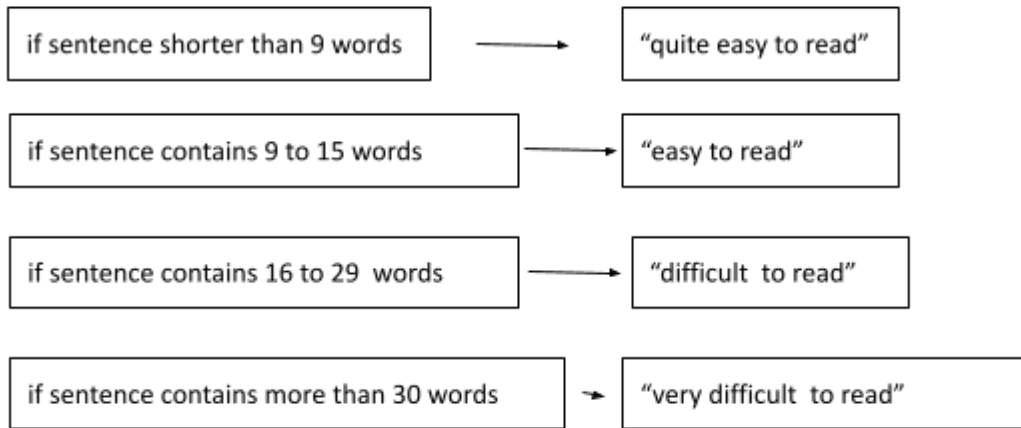 if sentence shorter than 9 words
“quite easy to read”
if sentence contains 9 to 15 words
“easy to read”
if sentence contains 16 to 29 words
“difficult to read”
if sentence contains more than 30 words
“very difficult to read”